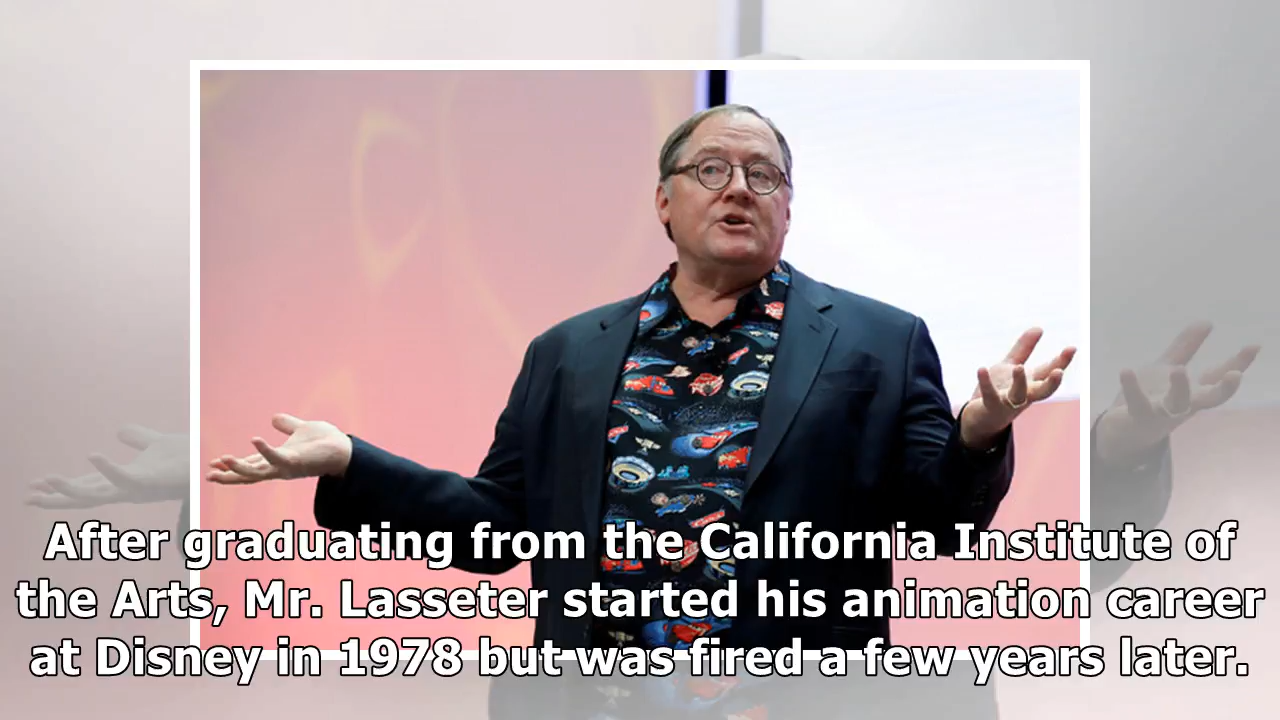 After graduating from the California Institute of
the Arts, Mr. Lasseter started his animation career
at Disney in 1978 but was fired a few years later.